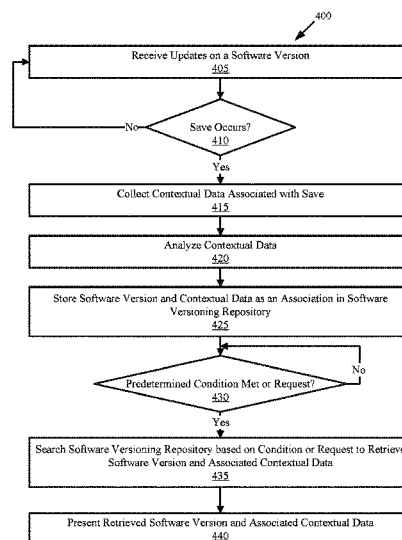 400
Receive Updates on a Software Version
405
No
Save Occurs?
410
Yes
Collect Contextual Data Associated with Save
415
Analyze Contextual Data
420
Store Software Version and Contextual Data as an Association in Software
Versioning Repository
425
No
Predetermined Condition Met or Request?
430
Yes
Search Software Versioning Repository based on Condition or Request to Retrieve
Software Version and Associated Contextual Data
435
Present Retrieved Software Version and Associated Contextual Data
440